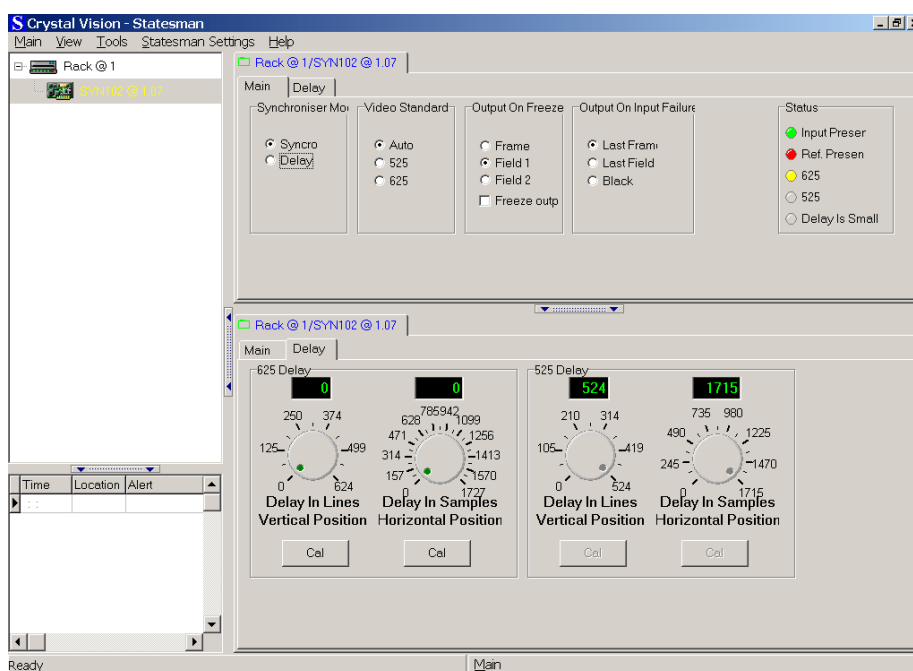 S Crystal Vision - Statesman
Main View Tools Statesman Settings Help
Rack @ 1
SYN102 @ 1.07
Rack @ 1/SYN102 @ 1.07
Main Delay
Synchroniser Mo
Syncro
Delay
Video Standard
Auto
525
625
Output On Freeze
Frame
Field 1
Field 2
Freeze outp
Output On Input Failure
Last Fram
Last Field
Black
Status
Input Preser
Ref. Presen
625
525
Delay Is Small
Rack @ 1/SYN102 @ 1.07
Main Delay
625 Delay
0
0 125 250 374 499 624
Delay In Lines
Vertical Position
Cal
0
0 157 314 471 628 785 942 1099 1256 1413 1570 1727
Delay In Samples
Horizontal Position
Cal
525 Delay
524
0 105 210 314 419 524
Delay In Lines
Vertical Position
Cal
1715
0 245 490 735 980 1225 1470 1715
Delay In Samples
Horizontal Position
Cal
Time Location Alert
: :
Ready
Main